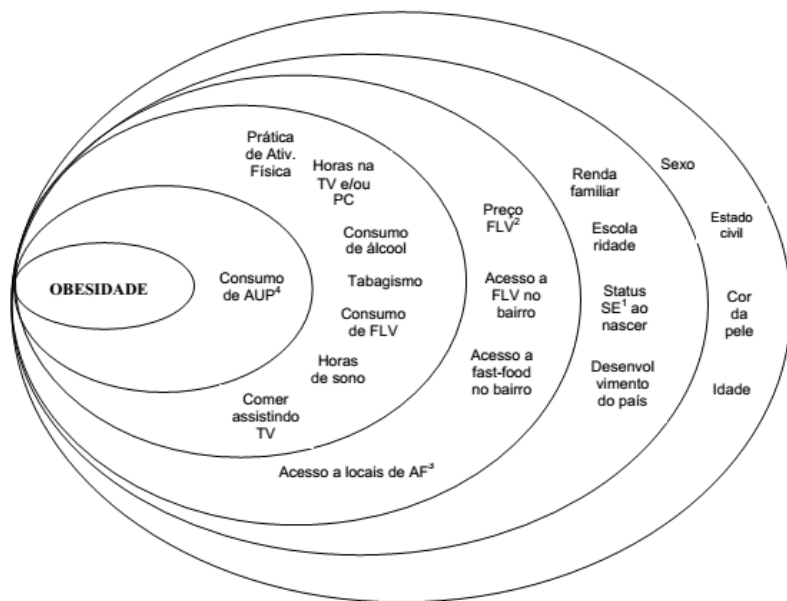 OBESIDADE
Consumo
de AUP⁴
Prática
de Ativ.
Física
Horas na
TV e/ou
PC
Consumo
de álcool
Tabagismo
Consumo
de FLV
Horas
de sono
Comer
assistindo
TV
Preço
FLV²
Acesso a
FLV no
bairro
Acesso a
fast-food
no bairro
Acesso a locais de AF³
Renda
familiar
Escola
ridade
Status
SE¹ ao
nascer
Desenvol
vimento
do país
Sexo
Estado
civil
Cor
da
pele
Idade